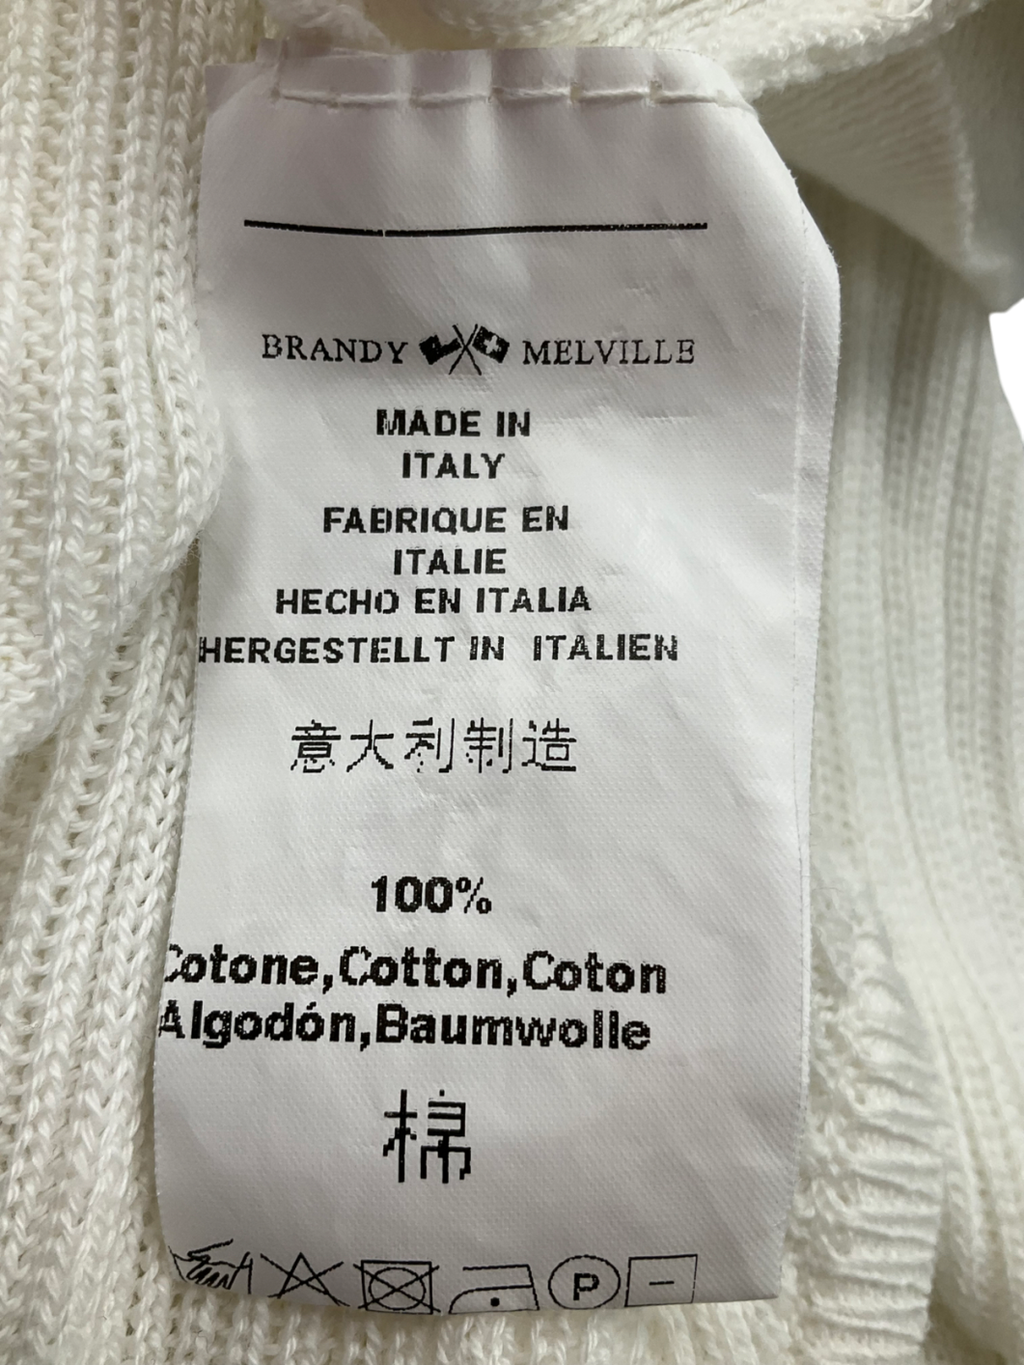 BRANDY MELVILLE
MADE IN
ITALY
FABRIQUE EN
ITALIE
HECHO EN ITALIA
HERGESTELLT IN ITALIEN
意大利制造
100%
Cotone,Cotton,Coton
Algodón,Baumwolle
棉
P